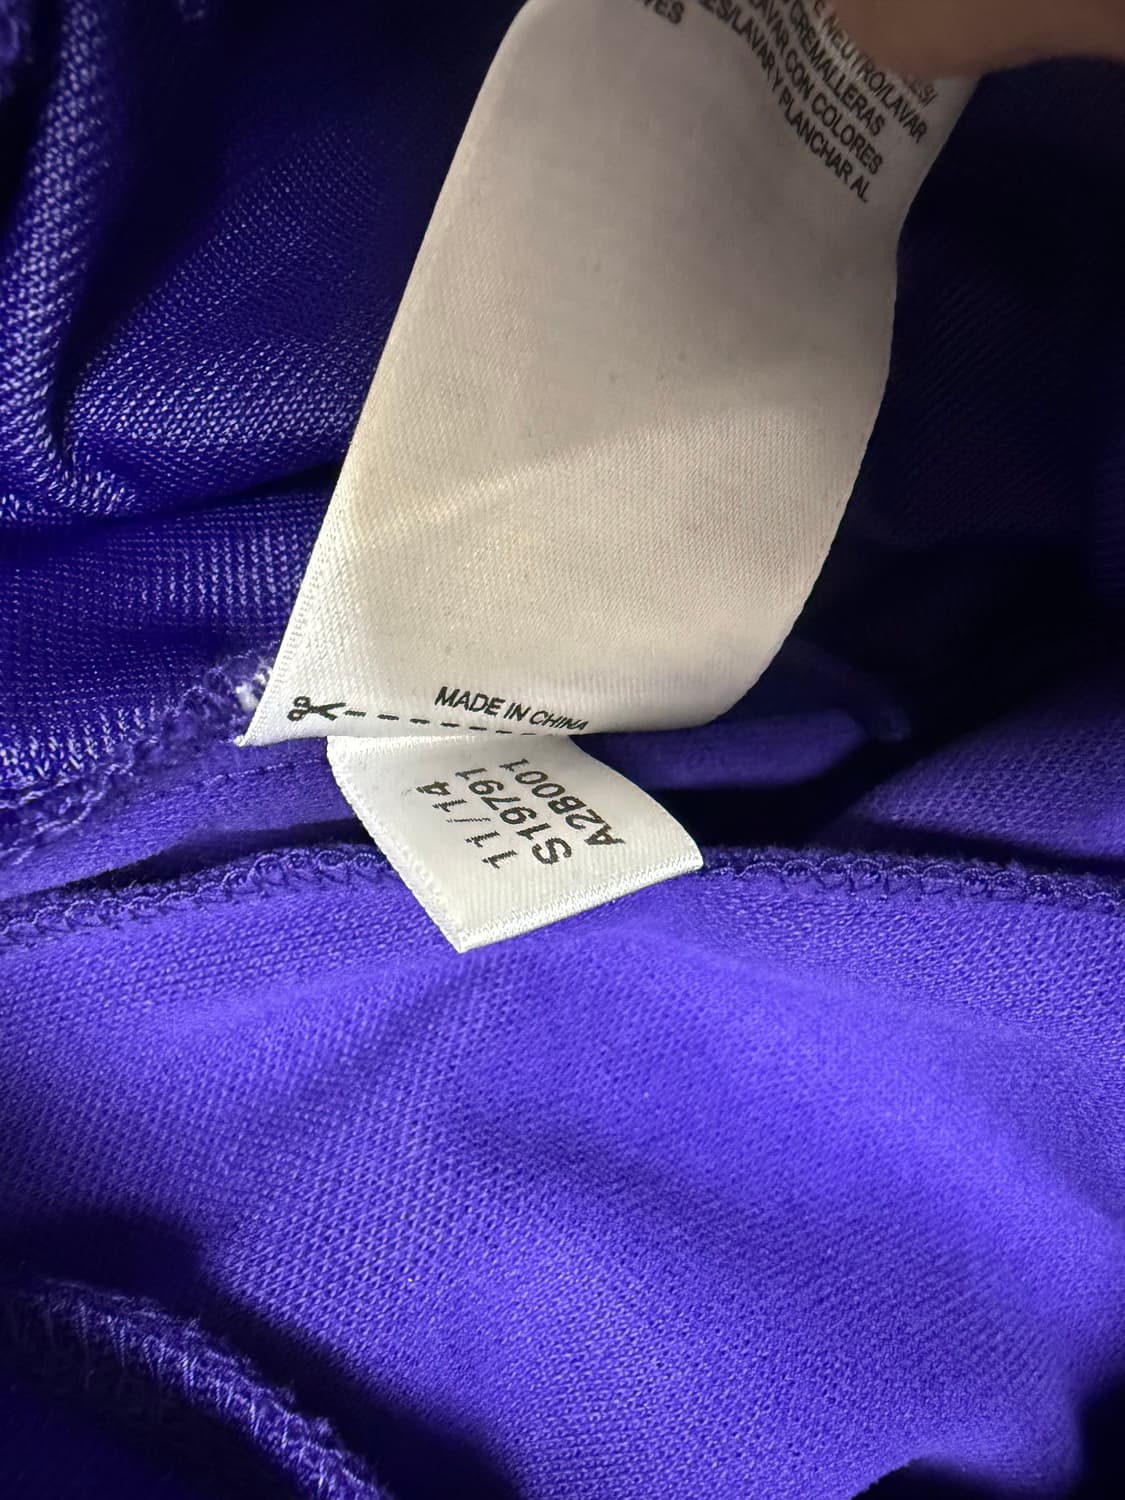 NEUTRO/LAVAR
CREMALLERAS
LAVAR CON COLORES
/LAVAR Y PLANCHAR AL
MADE IN CHINA
11/14
S19791
A2B001